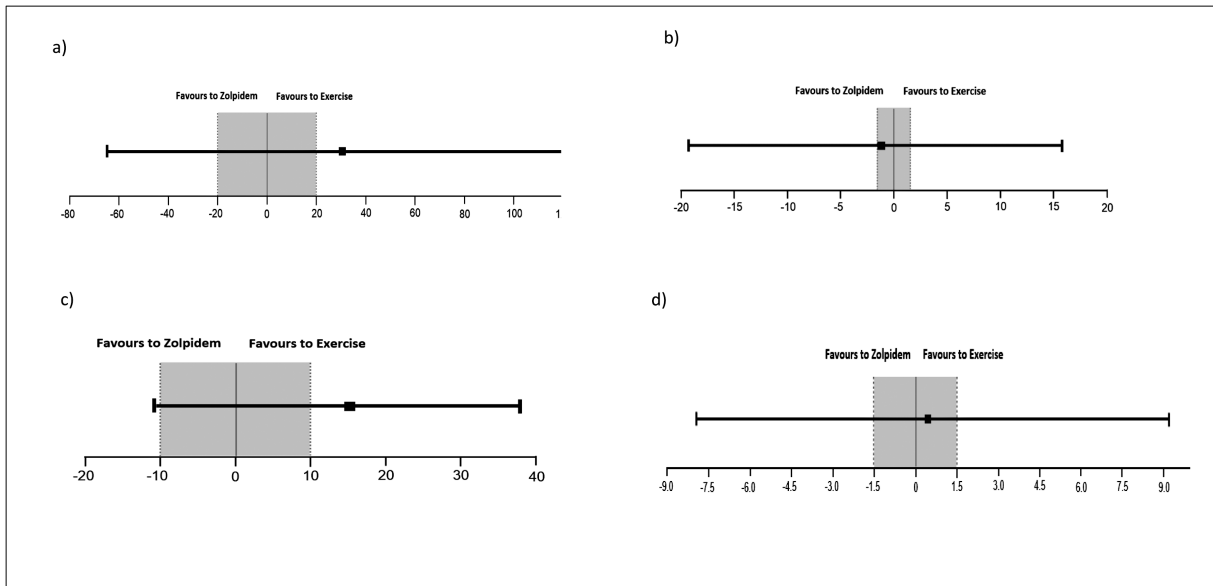 a)
Favours to Zolpidem Favours to Exercise
-80 -60 -40 -20 0 20 40 60 80 100 1
b)
Favours to Zolpidem Favours to Exercise
-20 -15 -10 -5 0 5 10 15 20
c)
Favours to Zolpidem Favours to Exercise
-20 -10 0 10 20 30 40
d)
Favours to Zolpidem Favours to Exercise
-9.0 -7.5 -6.0 -4.5 -3.0 -1.5 0 1.5 3.0 4.5 6.0 7.5 9.0